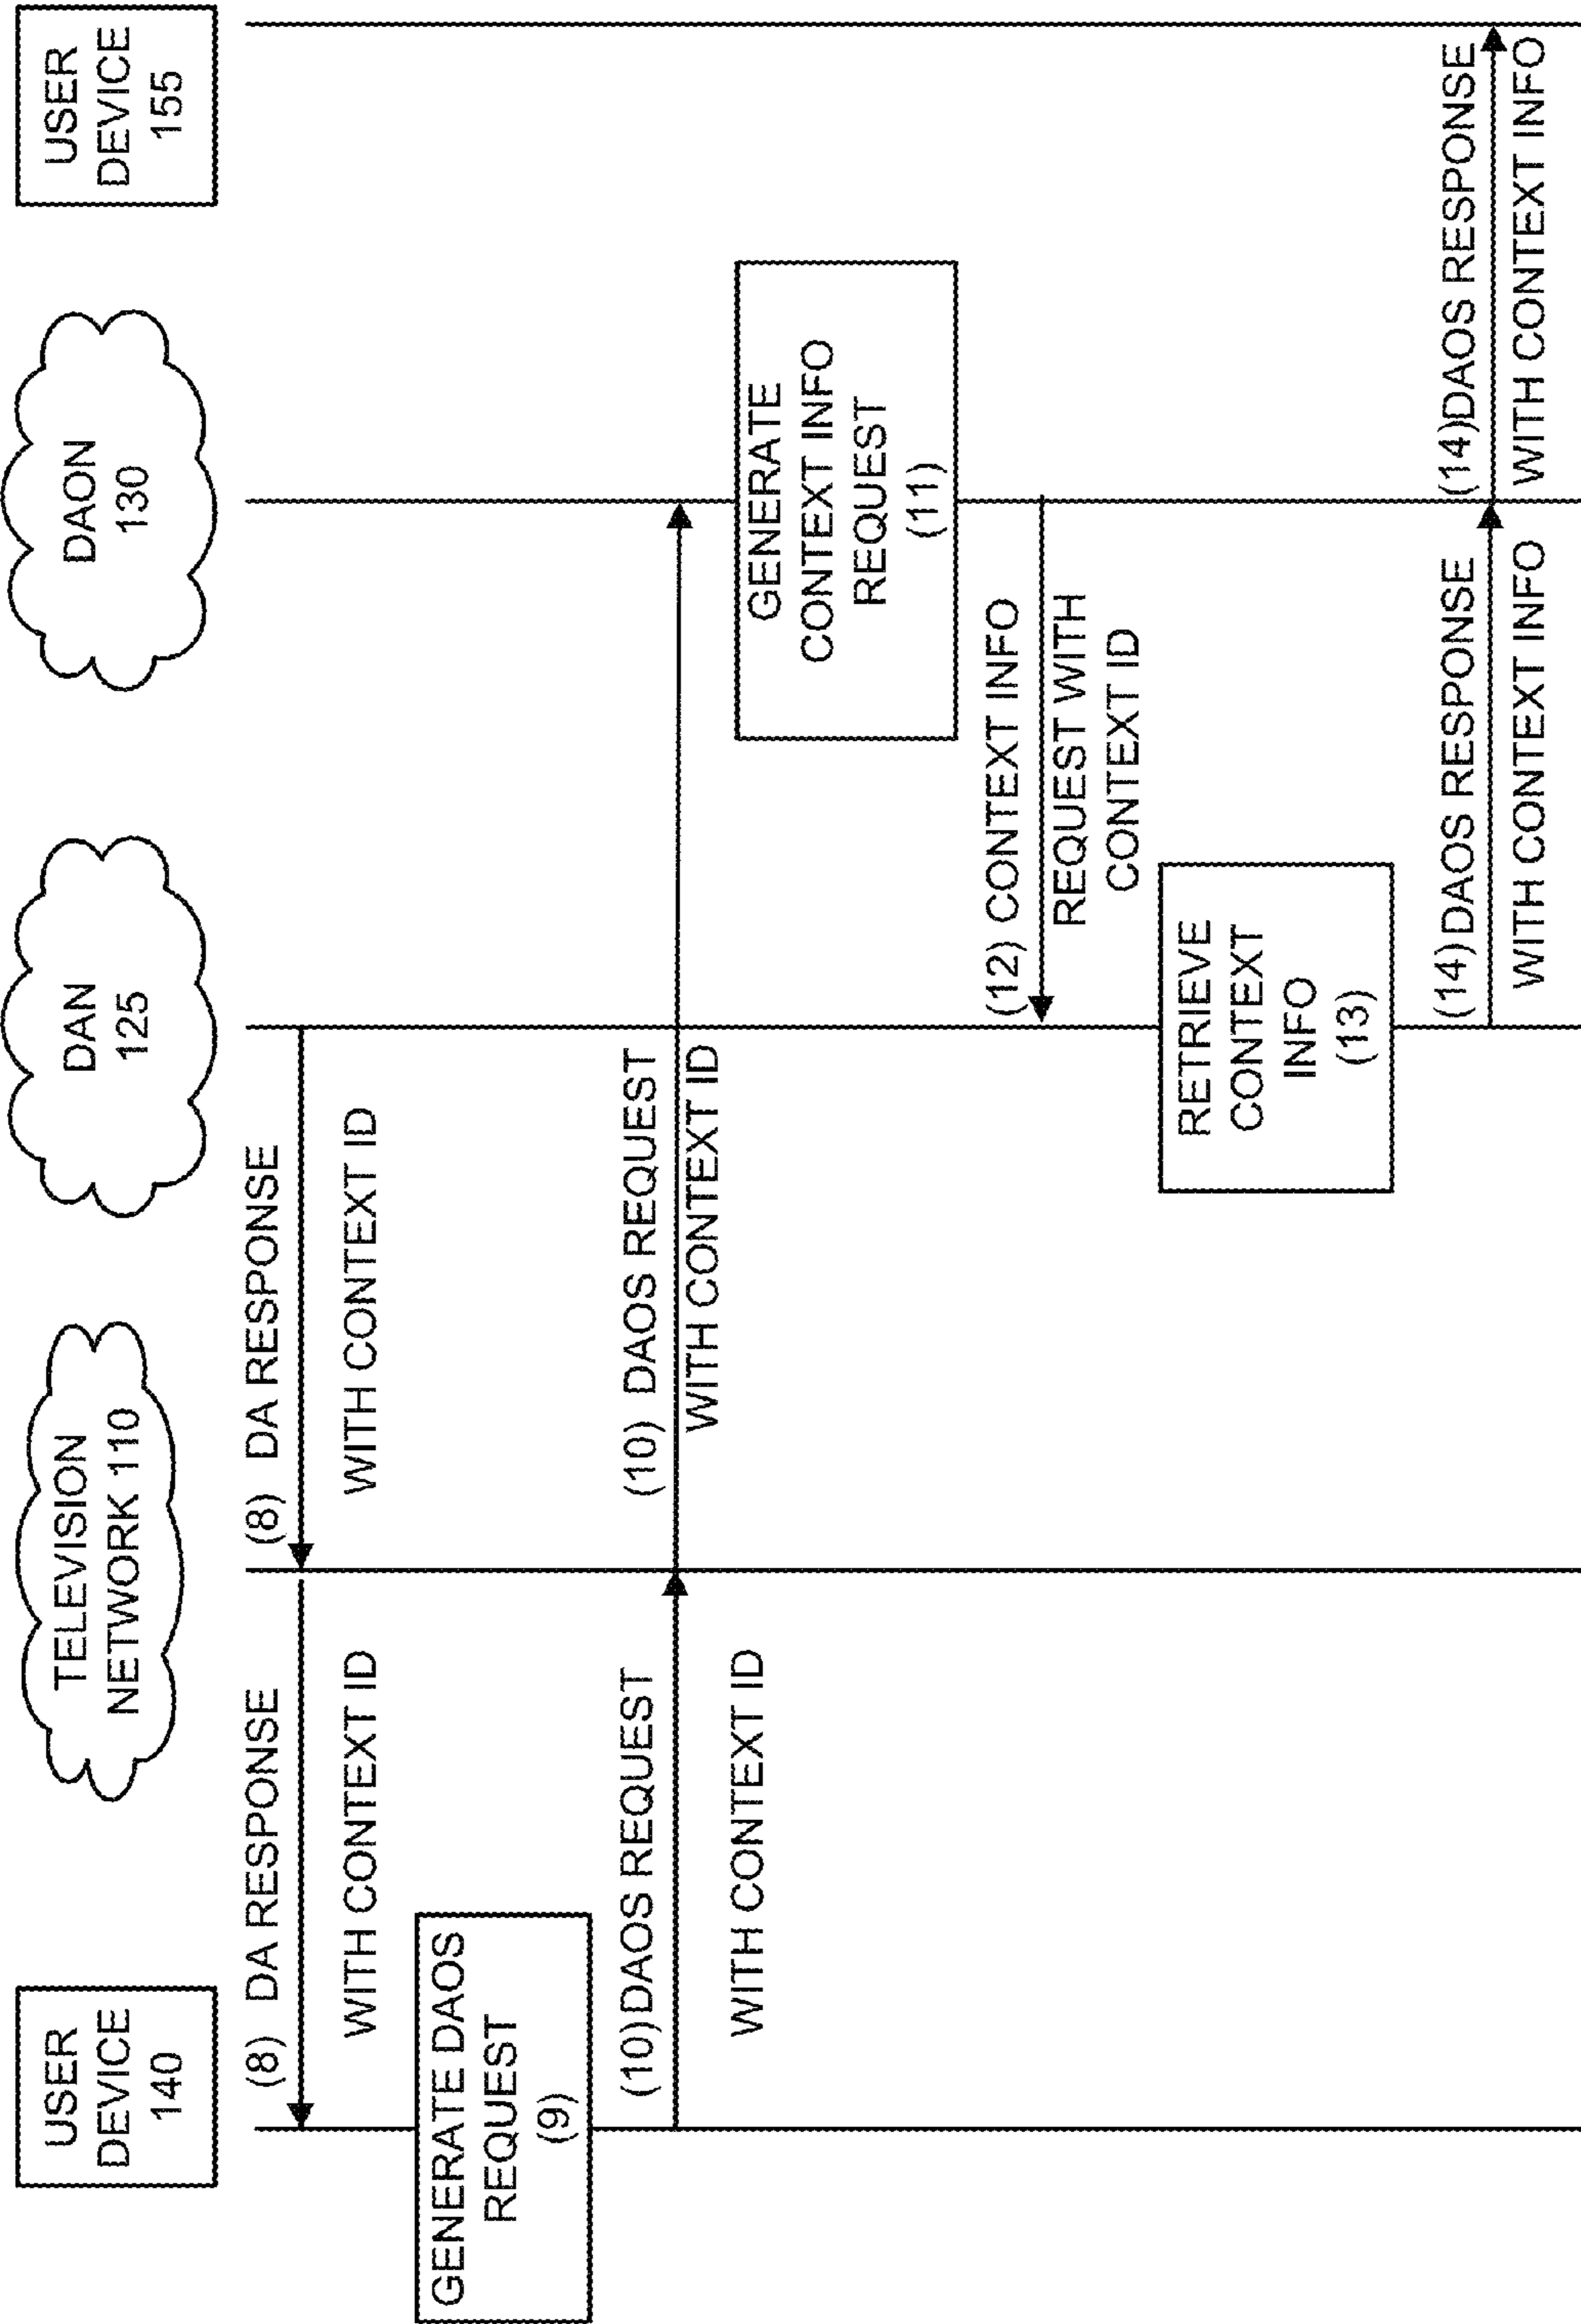 USER
DEVICE
140
TELEVISION
NETWORK 110
DAN
125
DAON
130
USER
DEVICE
155
(8) DA RESPONSE
WITH CONTEXT ID
(8) DA RESPONSE
WITH CONTEXT ID
GENERATE DAOS
REQUEST
(9)
(10)DAOS REQUEST
WITH CONTEXT ID
(10) DAOS REQUEST
WITH CONTEXT ID
GENERATE
CONTEXT INFO
REQUEST
(11)
(12) CONTEXT INFO
REQUEST WITH
CONTEXT ID
RETRIEVE
CONTEXT
INFO
(13)
(14)DAOS RESPONSE
WITH CONTEXT INFO
(14)DAOS RESPONSE
WITH CONTEXT INFO